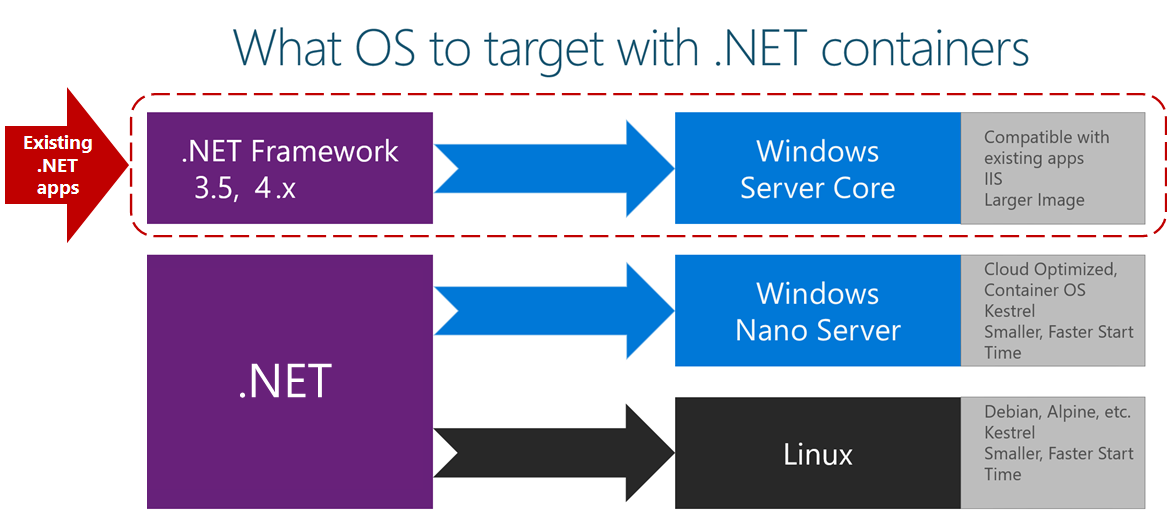 What OS to target with .NET containers
Existing
.NET
apps
.NET Framework
3.5, 4.x
Windows
Server Core
Compatible with
existing apps
IIS
Larger Image
.NET
Windows
Nano Server
Cloud Optimized,
Container OS
Kestrel
Smaller, Faster Start
Time
Linux
Debian, Alpine, etc.
Kestrel
Smaller, Faster Start
Time